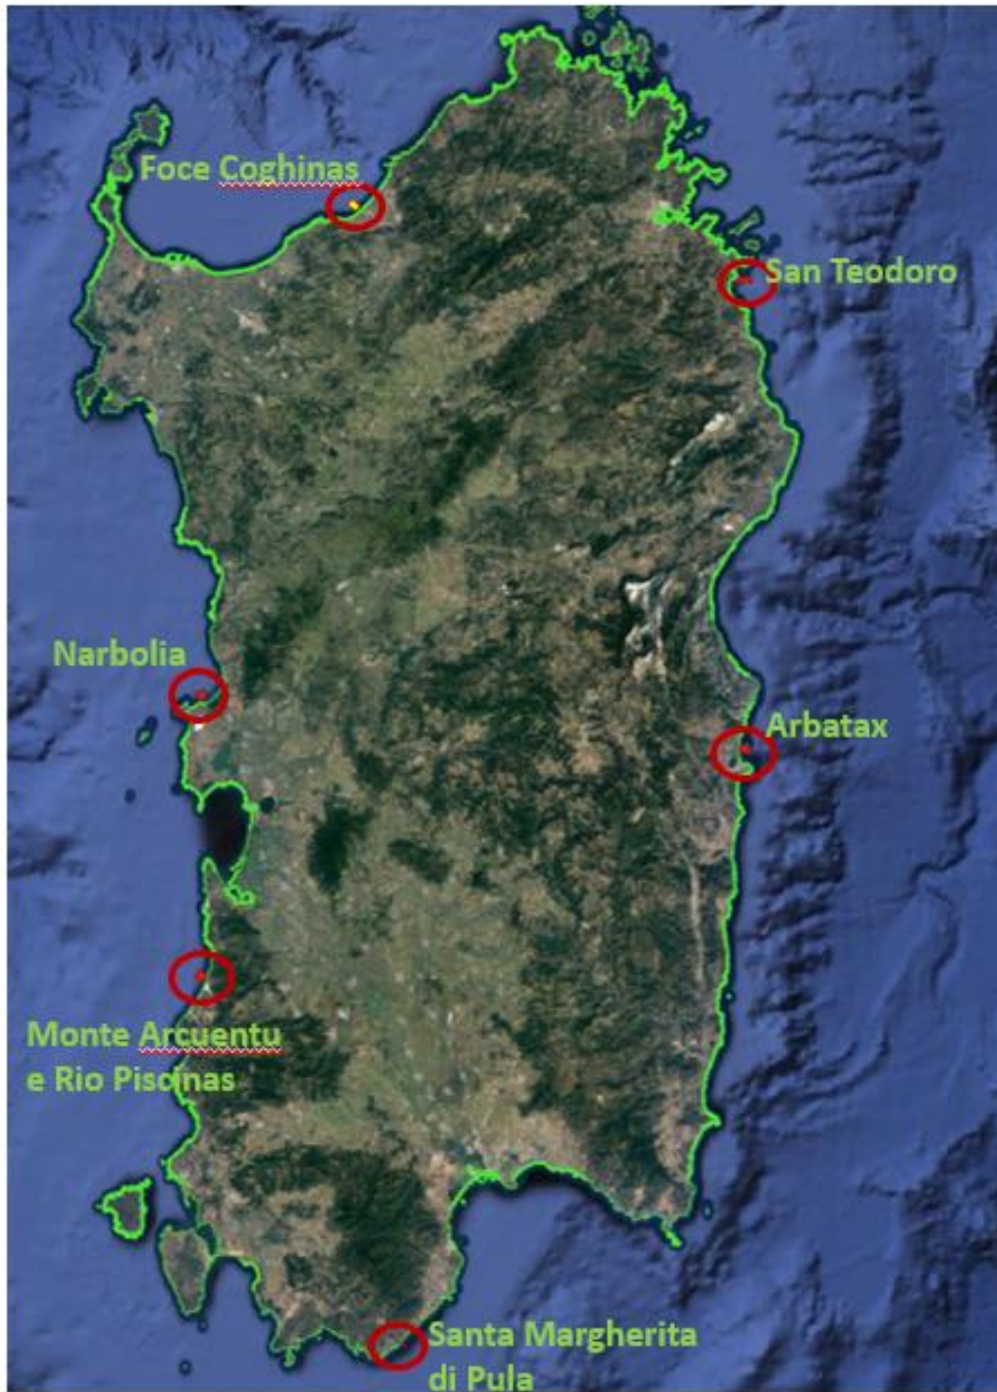 Foce Coghinas
San Teodoro
Narbolia
Arbatax
Monte Arcuentu
e Rio Piscinas
Santa Margherita
di Pula